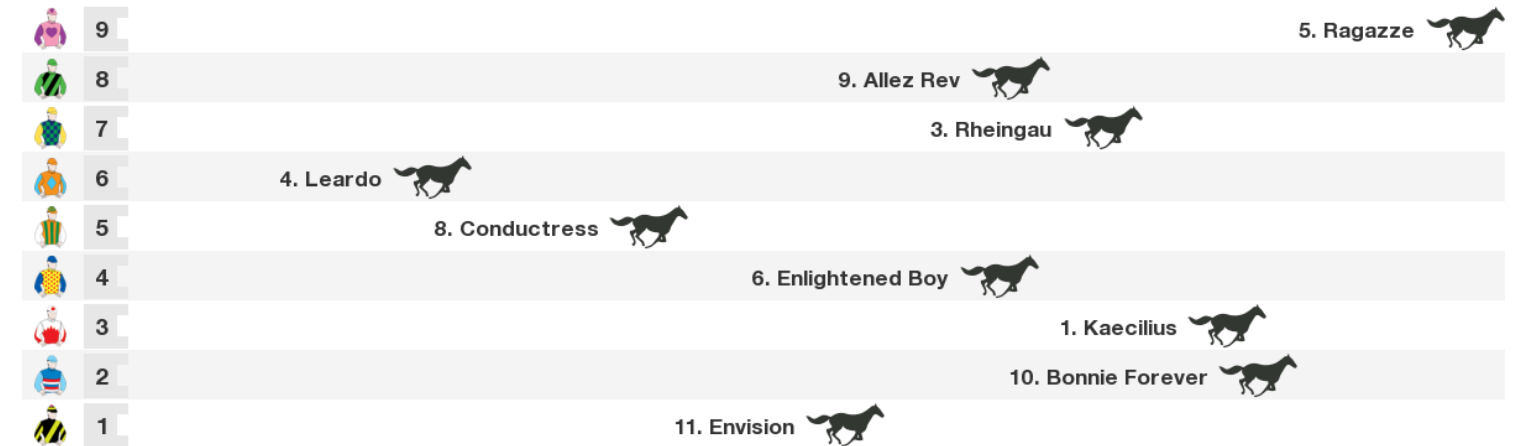 9 5. Ragazze
8 9. Allez Rev
7 3. Rheingau
6 4. Leardo
5 8. Conductress
4 6. Enlightened Boy
3 1. Kaecilius
2 10. Bonnie Forever
1 11. Envision